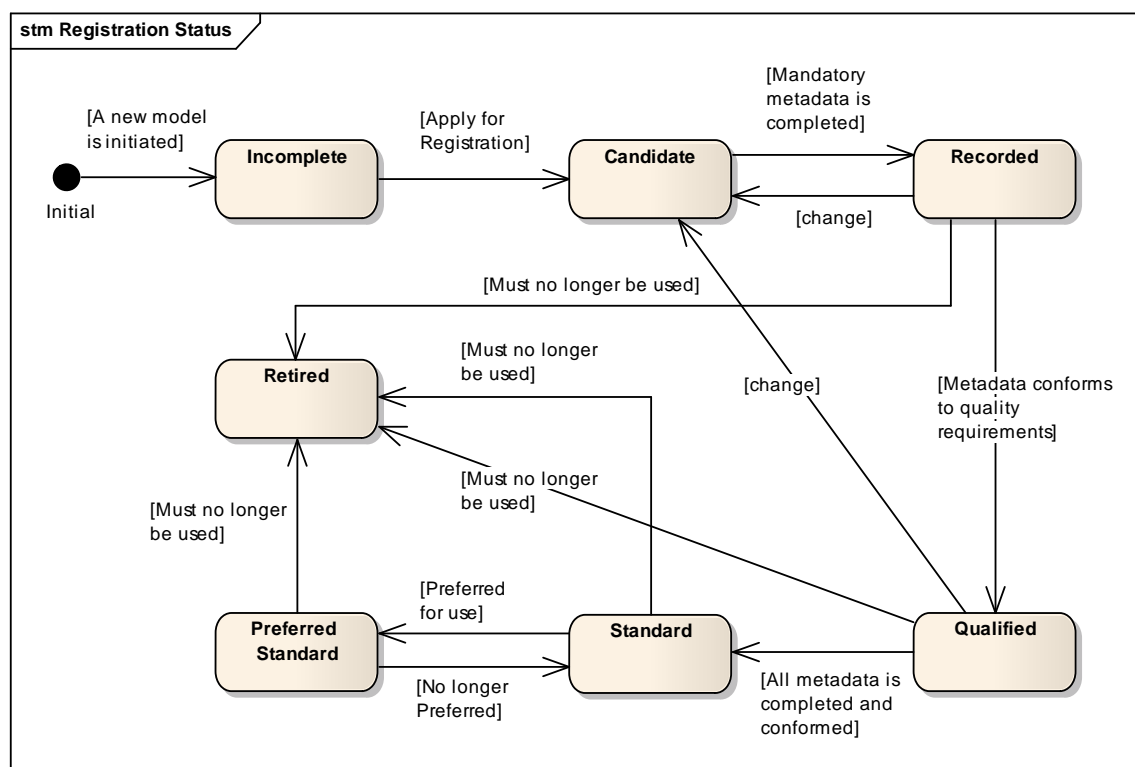 stm Registration Status
[A new model
is initiated]
Initial
Incomplete
[Apply for
Registration]
Candidate
[Mandatory
metadata is
completed]
Recorded
[change]
[Must no longer be used]
Retired
[Must no longer
be used]
[change]
[Metadata conforms
to quality
requirements]
[Must no longer
be used]
[Must no longer
be used]
Preferred
Standard
[Preferred
for use]
[No longer
Preferred]
Standard
[All metadata is
completed and
conformed]
Qualified